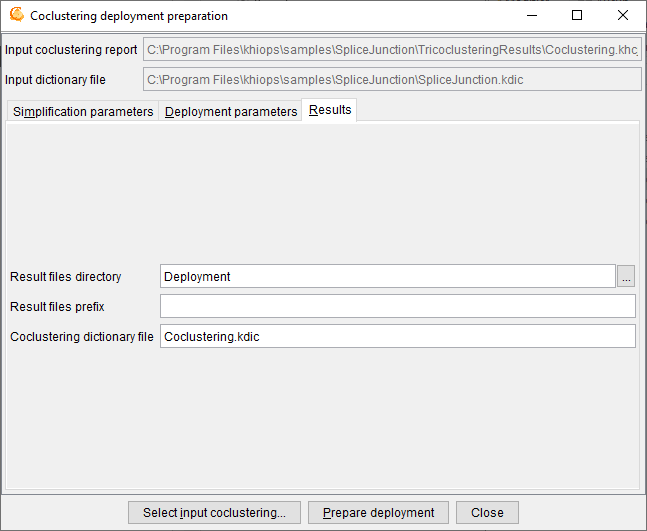 Coclustering deployment preparation
Input coclustering report C:\Program Files\khiops\samples\SpliceJunction\TricoclusteringResults\Coclustering.khc
Input dictionary file C:\Program Files\khiops\samples\SpliceJunction\SpliceJunction.kdic
Simplification parameters Deployment parameters Results
Result files directory Deployment ...
Result files prefix
Coclustering dictionary file Coclustering.kdic
Select input coclustering... Prepare deployment Close